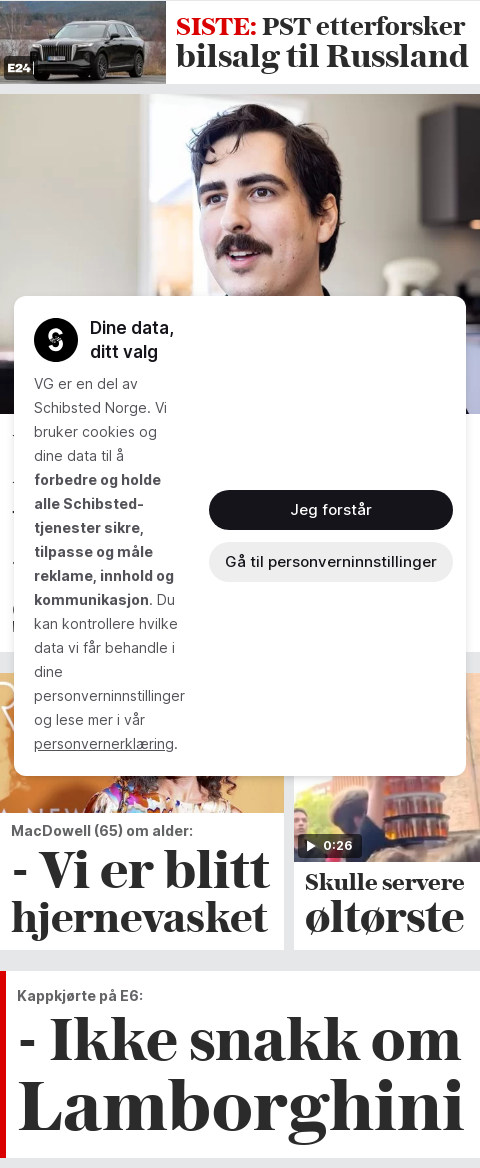 SISTE: PST etterforsker
bilsalg til Russland
E24
Dine data,
ditt valg
VG er en del av
Schibsted Norge. Vi
bruker cookies og
dine data til å
forbedre og holde
alle Schibsted-
tjenester sikre,
tilpasse og måle
reklame, innhold og
kommunikasjon. Du
kan kontrollere hvilke
data vi får behandle i
dine
personverninnstillinger
og lese mer i vår
personvernerklæring.
Jeg forstår
Gå til personverninnstillinger
MacDowell (65) om alder:
- Vi er blitt
hjernevasket
0:26
Skulle servere
øltørste
Kappkjørte på E6:
- Ikke snakk om
Lamborghini